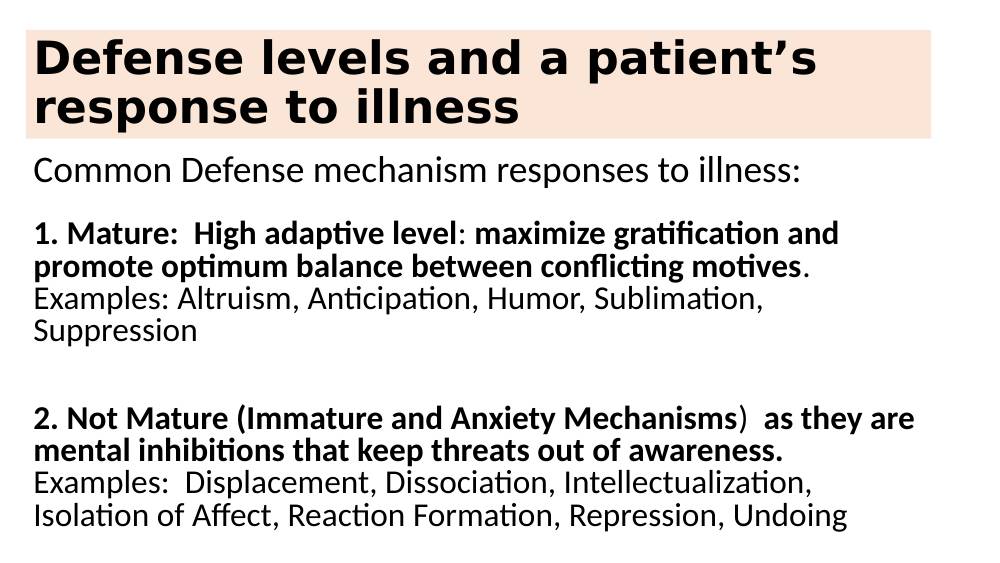 Defense levels and a patient’s
response to illness
Common Defense mechanism responses to illness:
1. Mature:  High adaptive level: maximize gratification and
promote optimum balance between conflicting motives.
Examples: Altruism, Anticipation, Humor, Sublimation,
Suppression
2. Not Mature (Immature and Anxiety Mechanisms)  as they are
mental inhibitions that keep threats out of awareness.
Examples:  Displacement, Dissociation, Intellectualization,
Isolation of Affect, Reaction Formation, Repression, Undoing